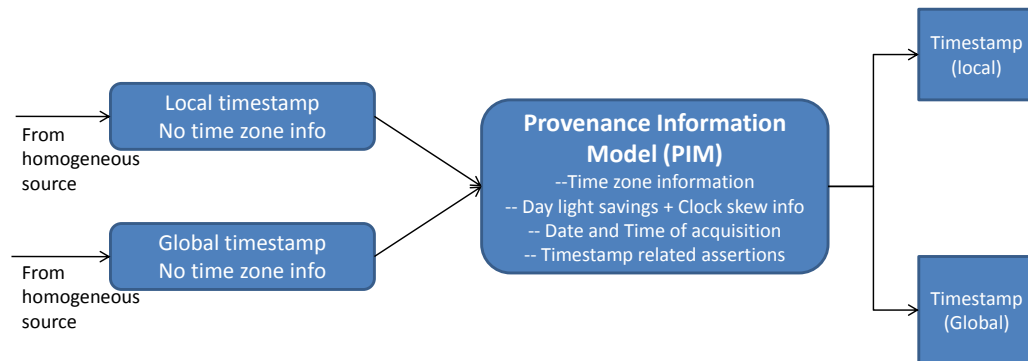 Local timestamp
No time zone info
From
homogeneous
source
Global timestamp
No time zone info
From
homogeneous
source
Provenance Information
Model (PIM)
--Time zone information
-- Day light savings + Clock skew info
-- Date and Time of acquisition
-- Timestamp related assertions
Timestamp
(local)
Timestamp
(Global)